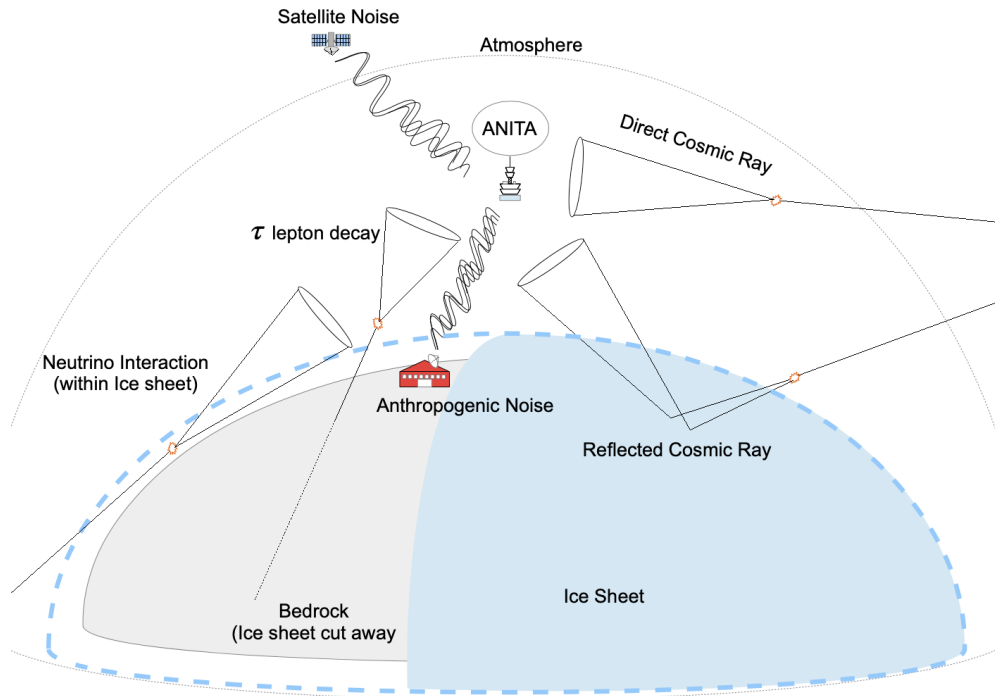 Satellite Noise
Atmosphere
ANITA
Direct Cosmic Ray
τ lepton decay
Neutrino Interaction
(within Ice sheet)
Anthropogenic Noise
Reflected Cosmic Ray
Ice Sheet
Bedrock
(Ice sheet cut away